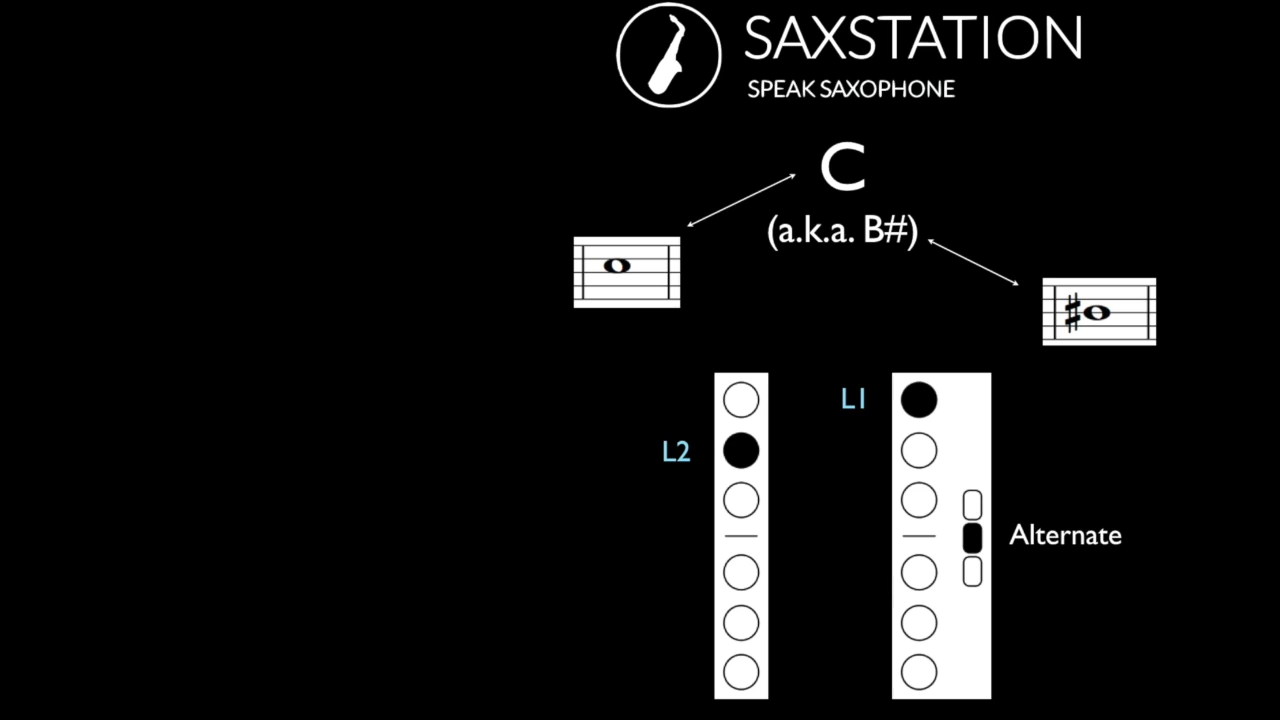 SAXSTATION
SPEAK SAXOPHONE
C
(a.k.a. B#)
L1
L2
Alternate